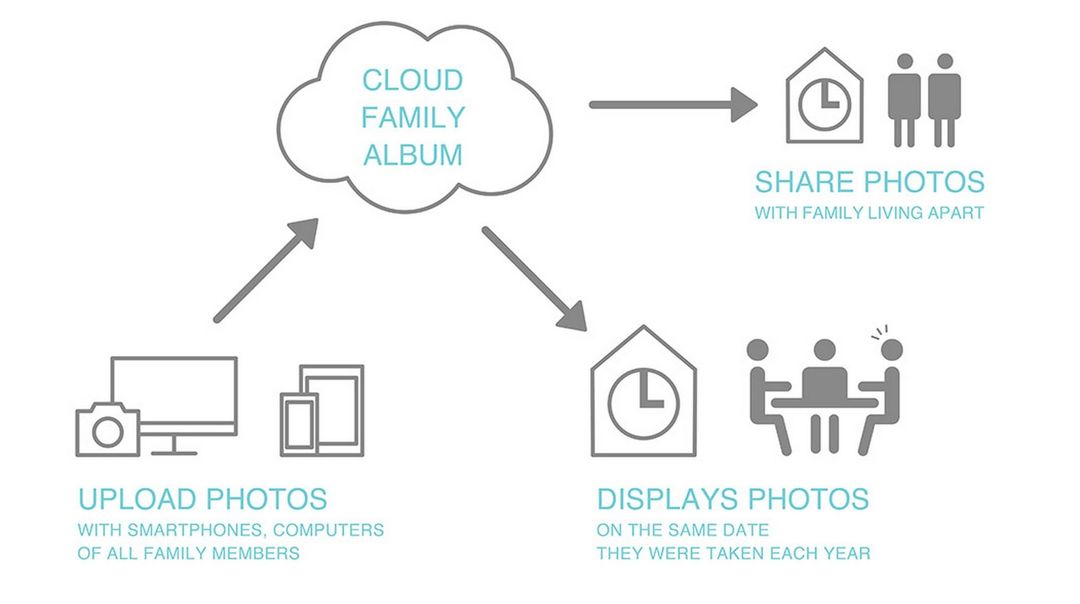 CLOUD
FAMILY
ALBUM
SHARE PHOTOS
WITH FAMILY LIVING APART
UPLOAD PHOTOS
WITH SMARTPHONES, COMPUTERS
OF ALL FAMILY MEMBERS
DISPLAYS PHOTOS
ON THE SAME DATE
THEY WERE TAKEN EACH YEAR